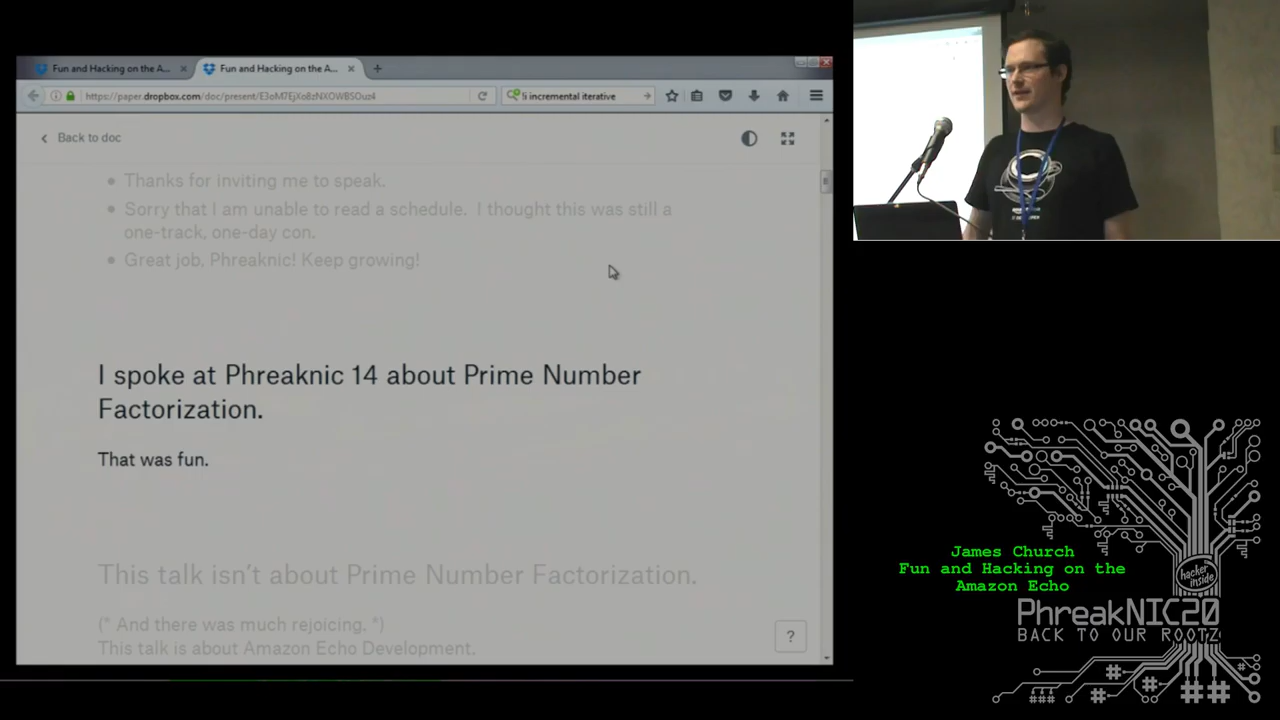 Fun and Hacking on the A...
Fun and Hacking on the A...
incremental iterative
Back to doc
Thanks for inviting me to speak.
Sorry that I am unable to read a schedule. I thought this was still a
one-track, one-day con.
Great job, Phreaknic! Keep growing!
I spoke at Phreaknic 14 about Prime Number
Factorization.
That was fun.
This talk isn't about Prime Number Factorization.
(* And there was much rejoicing. *)
This talk is about Amazon Echo Development.
?
James Church
Fun and Hacking on the
Amazon Echo
hacker
inside
PhreakNIC20
BACK TO OUR ROOTZ